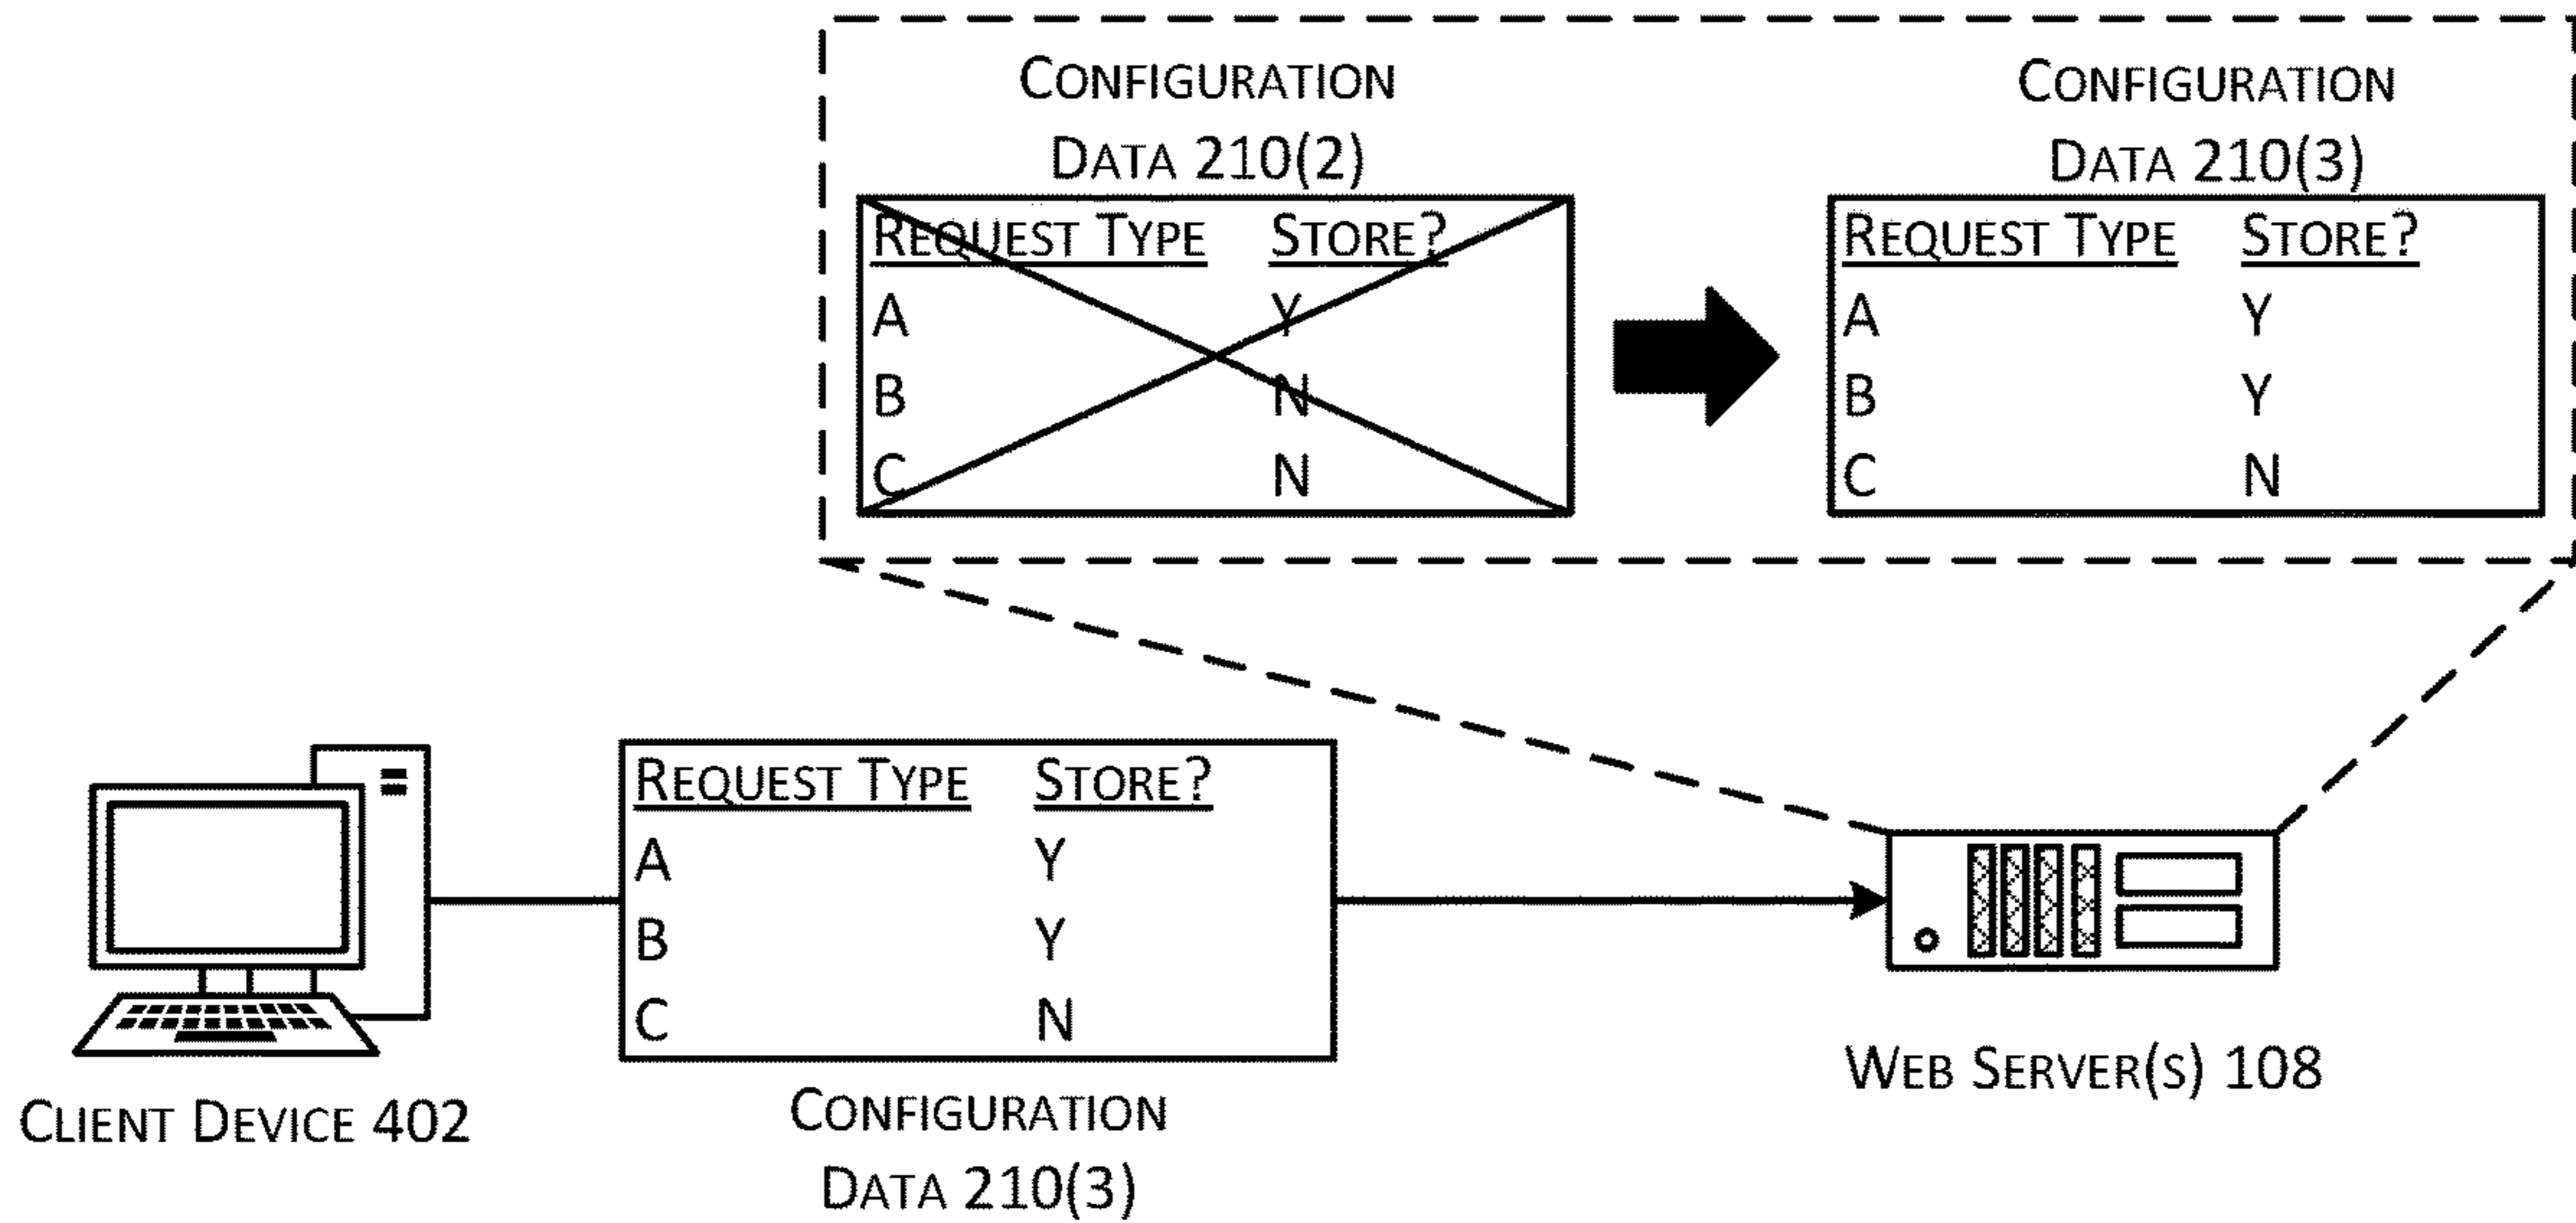 CONFIGURATION
DATA 210(2)
REQUEST TYPE STORE?
A Y
B N
C N
CONFIGURATION
DATA 210(3)
REQUEST TYPE STORE?
A Y
B Y
C N
REQUEST TYPE STORE?
A Y
B Y
C N
CLIENT DEVICE 402
CONFIGURATION
DATA 210(3)
WEB SERVER(S) 108